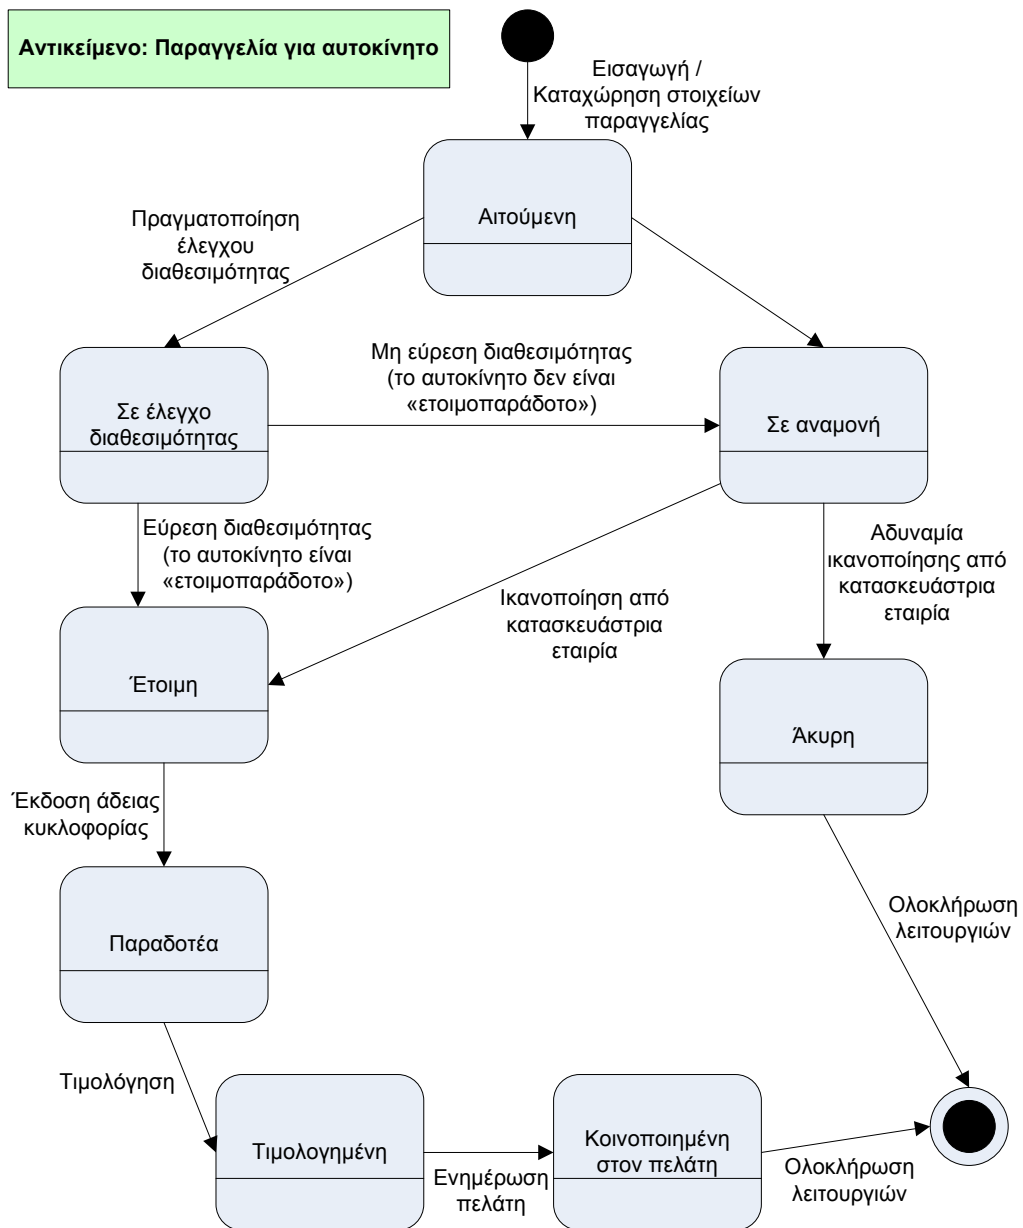 Αντικείμενο: Παραγγελία για αυτοκίνητο
Εισαγωγή /
Καταχώρηση στοιχείων
παραγγελίας
Αιτούμενη
Πραγματοποίηση
έλεγχου
διαθεσιμότητας
Μη εύρεση διαθεσιμότητας
(το αυτοκίνητο δεν είναι
«ετοιμοπαράδοτο»)
Σε έλεγχο
διαθεσιμότητας
Σε αναμονή
Εύρεση διαθεσιμότητας
(το αυτοκίνητο είναι
«ετοιμοπαράδοτο»)
Αδυναμία
ικανοποίησης από
κατασκευάστρια
εταιρία
Ικανοποίηση από
κατασκευάστρια
εταιρία
Έτοιμη
Άκυρη
Έκδοση άδειας
κυκλοφορίας
Ολοκλήρωση
λειτουργιών
Παραδοτέα
Τιμολόγηση
Τιμολογημένη
Ενημέρωση
πελάτη
Κοινοποιημένη
στον πελάτη
Ολοκλήρωση
λειτουργιών